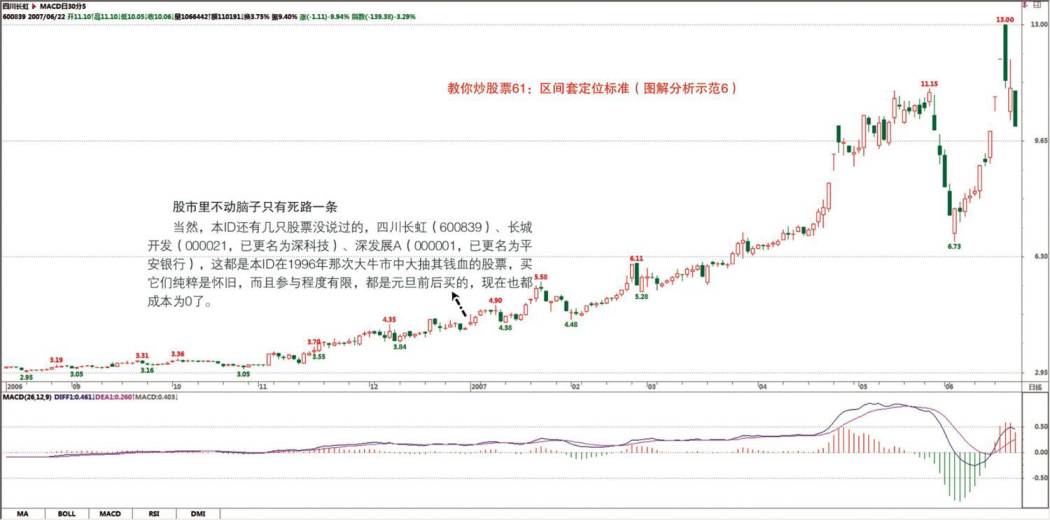 四川长虹 ▶ MACD日30分5
600839 2007/06/22 开11.10↑高11.10↓低10.05↓收10.06↓量1066442↑额110191↓换3.75% 振9.40% 涨(-1.11)-9.94% 指数(-139.38)-3.29%
13.00
13.00
教你炒股票61：区间套定位标准（图解分析示范6）
11.15
9.65
股市里不动脑子只有死路一条
当然，本ID还有几只股票没说过的，四川长虹（600839）、长城
开发（000021，已更名为深科技）、深发展A（000001，已更名为平
安银行），这都是本ID在1996年那次大牛市中大抽其钱血的股票，买
它们纯粹是怀旧，而且参与程度有限，都是元旦前后买的，现在也都
成本为0了。
6.73
6.30
6.11
5.58
5.28
4.90
4.48
4.38
4.35
3.84
3.70
3.55
3.36
3.31
3.19
3.16
3.05
3.05
2.95
2.95
2006 09 10 11 12 2007 02 03 04 05 06 日线
MACD(26,12,9) DIFF1:0.461↓DEA1:0.260↑MACD:0.403↓
0.50
0.00
-0.50
MA BOLL MACD RSI DMI